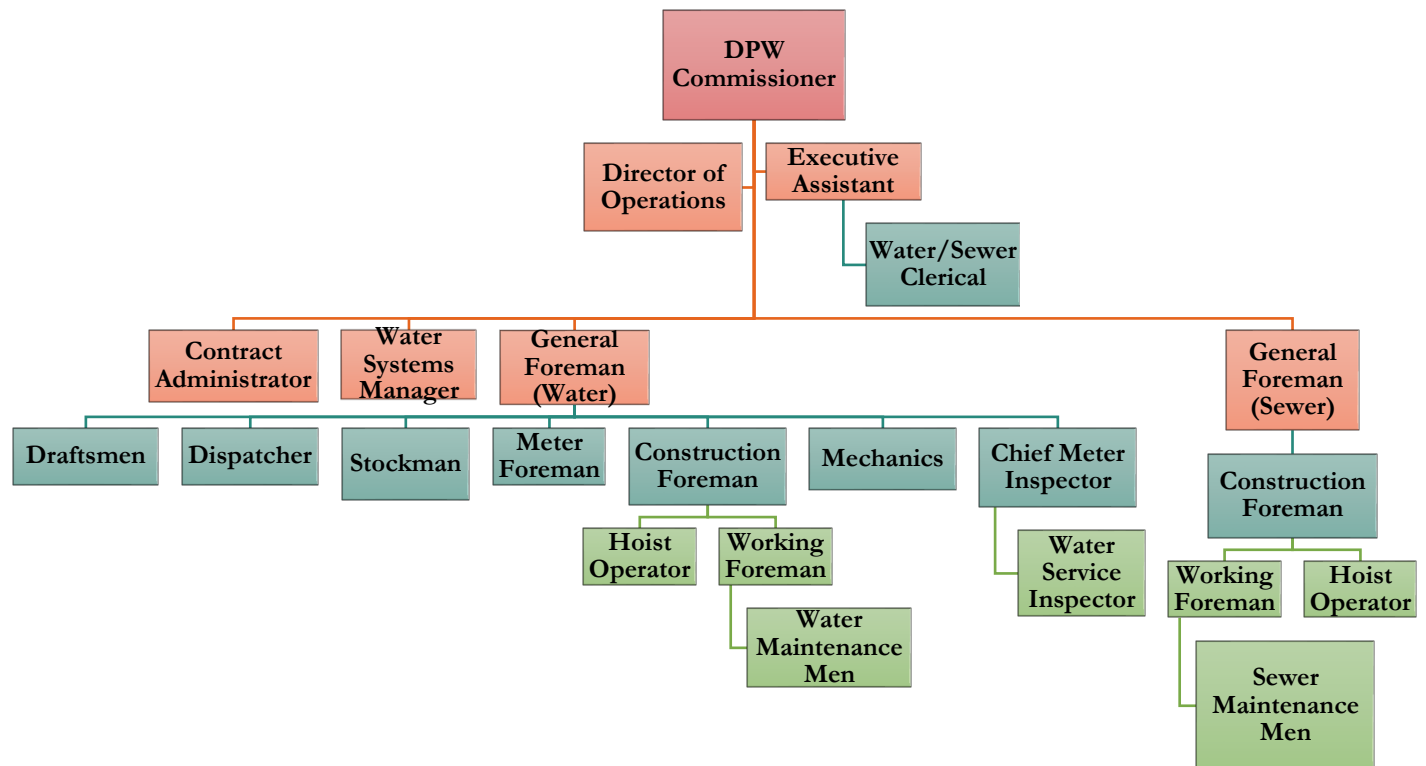 DPW
Commissioner
Director of
Operations
Executive
Assistant
Water/Sewer
Clerical
Contract
Administrator
Water
Systems
Manager
General
Foreman
(Water)
General
Foreman
(Sewer)
Draftsmen
Dispatcher
Stockman
Meter
Foreman
Construction
Foreman
Mechanics
Chief Meter
Inspector
Construction
Foreman
Hoist
Operator
Working
Foreman
Water
Service
Inspector
Working
Foreman
Hoist
Operator
Water
Maintenance
Men
Sewer
Maintenance
Men